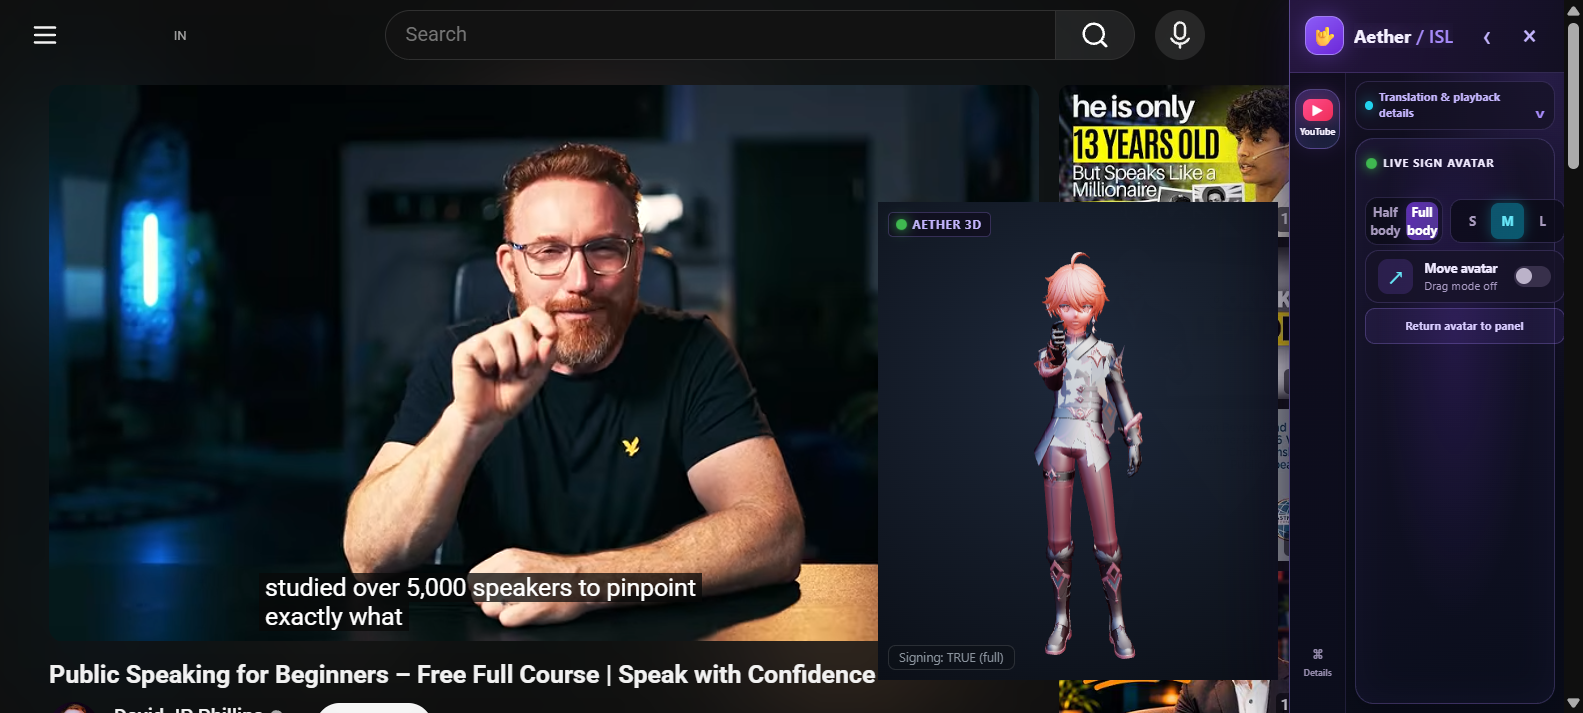 IN
Search
Aether / ISL
YouTube
Translation & playback
details
LIVE SIGN AVATAR
Half
body
Full
body
S
M
L
Move avatar
Drag mode off
Return avatar to panel
Details
he is only
13 YEARS OLD
But Speaks Like a
Millionaire
AETHER 3D
Signing: TRUE (full)
studied over 5,000 speakers to pinpoint
exactly what
Public Speaking for Beginners – Free Full Course | Speak with Confidence